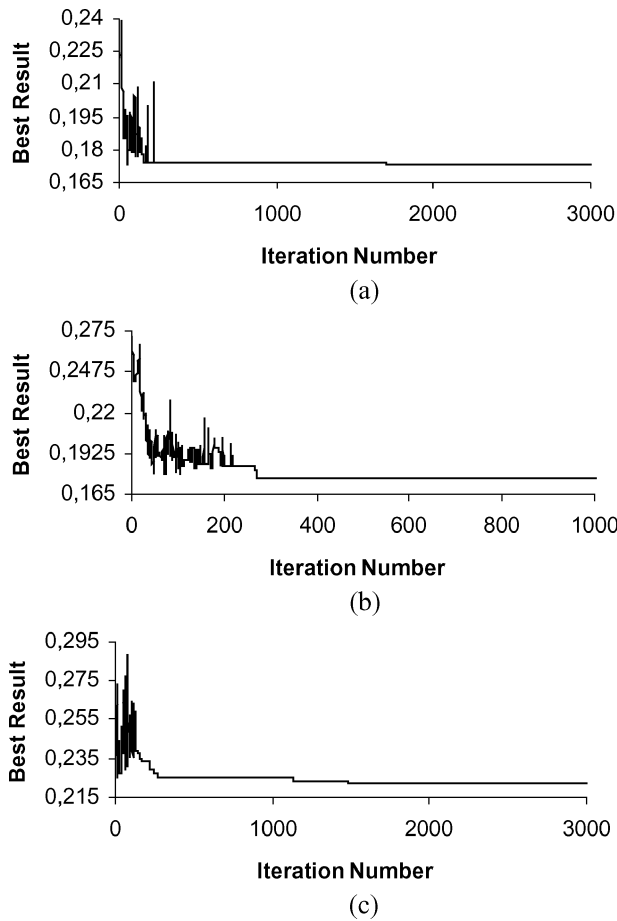 0,24
0,225
0,21
0,195
0,18
0,165
Best Result
0 1000 2000 3000
Iteration Number
(a)
0,275
0,2475
0,22
0,1925
0,165
Best Result
0 200 400 600 800 1000
Iteration Number
(b)
0,295
0,275
0,255
0,235
0,215
Best Result
0 1000 2000 3000
Iteration Number
(c)